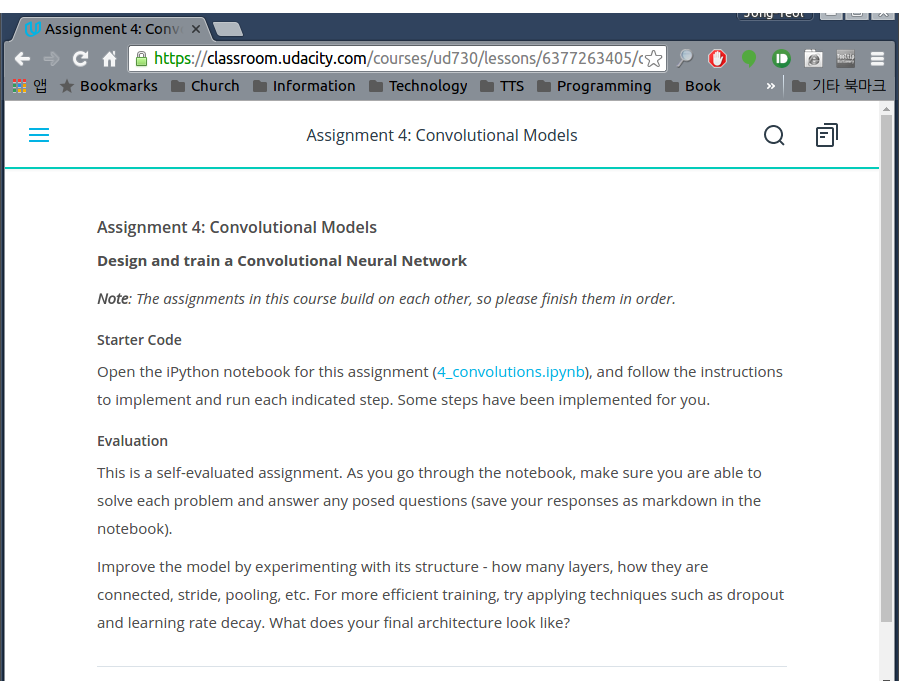 Jong Yeol
Assignment 4: Conv
https://classroom.udacity.com/courses/ud730/lessons/6377263405/c
앱 Bookmarks Church Information Technology TTS Programming Book » 기타 북마크
Assignment 4: Convolutional Models
Assignment 4: Convolutional Models
Design and train a Convolutional Neural Network
Note: The assignments in this course build on each other, so please finish them in order.
Starter Code
Open the iPython notebook for this assignment (4_convolutions.ipynb), and follow the instructions
to implement and run each indicated step. Some steps have been implemented for you.
Evaluation
This is a self-evaluated assignment. As you go through the notebook, make sure you are able to
solve each problem and answer any posed questions (save your responses as markdown in the
notebook).
Improve the model by experimenting with its structure - how many layers, how they are
connected, stride, pooling, etc. For more efficient training, try applying techniques such as dropout
and learning rate decay. What does your final architecture look like?